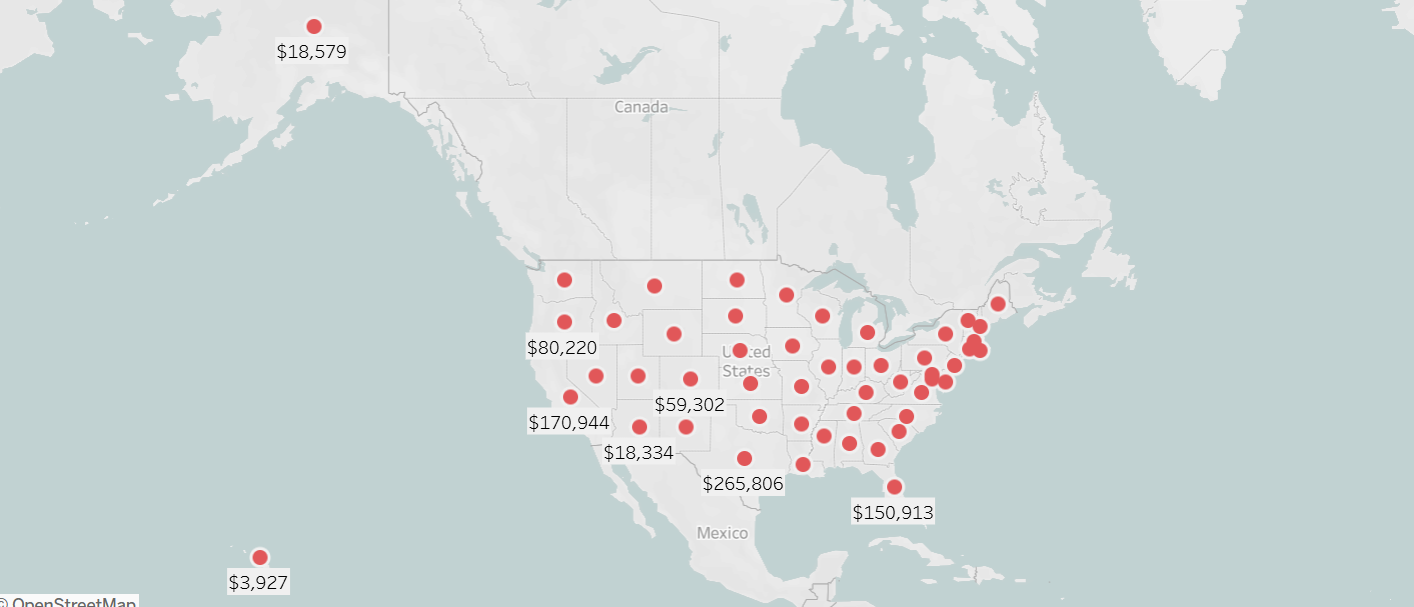 $18,579
Canada
$80,220
United
States
$59,302
$170,944
$18,334
$265,806
$150,913
Mexico
$3,927
© OpenStreetMap